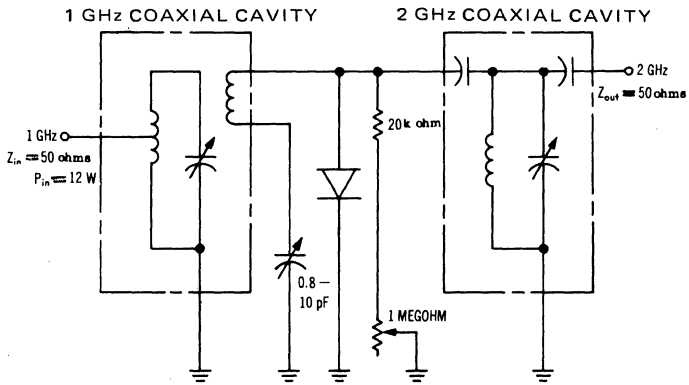 1 GHz COAXIAL CAVITY
2 GHz COAXIAL CAVITY
1 GHz
Zin = 50 ohms
Pin = 12 W
0.8 –
10 pF
20k ohm
1 MEGOHM
2 GHz
Zout = 50 ohms